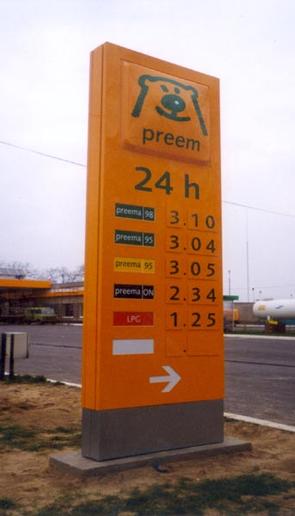 preem
24 h
preema 98 3.10
preema 95 3.04
preema 95 3.05
preema ON 2.34
LPG 1.25